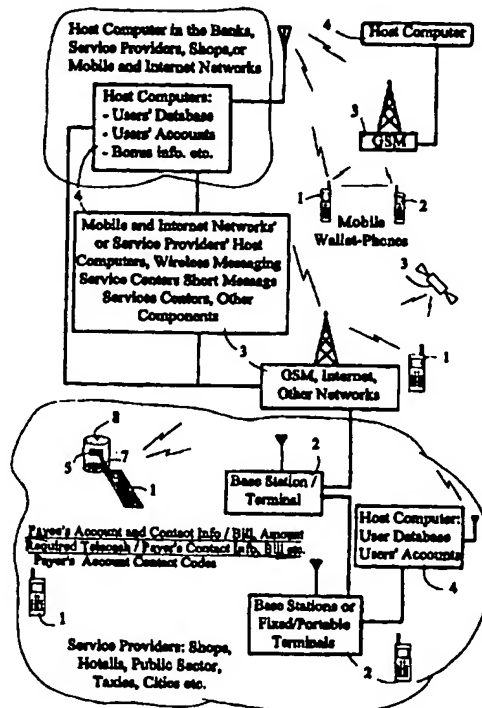 Host Computer in the Banks,
Service Providers, Shops,or
Mobile and Internet Networks
Host Computers:
- Users' Database
- Users' Accounts
- Bonus info. etc.
4
4
Host Computer
3
GSM
1
2
Mobile
Wallet-Phones
Mobile and Internet Networks'
or Service Providers' Host
Computers, Wireless Messaging
Service Centers Short Message
Services Centers, Other
Components
3
3
1
GSM, Internet,
Other Networks
8
5
7
1
2
Base Station /
Terminal
Payee's Account and Contact Info / Bill, Amount
Required Telecash / Payer's Contact Info, Bill etc.
Payer's Account Contact Codes
1
Host Computer:
User Database
Users' Accounts
4
Base Stations or
Fixed/Portable
Terminals
2
1
Service Providers: Shops,
Hotells, Public Sector,
Taxies, Cities etc.